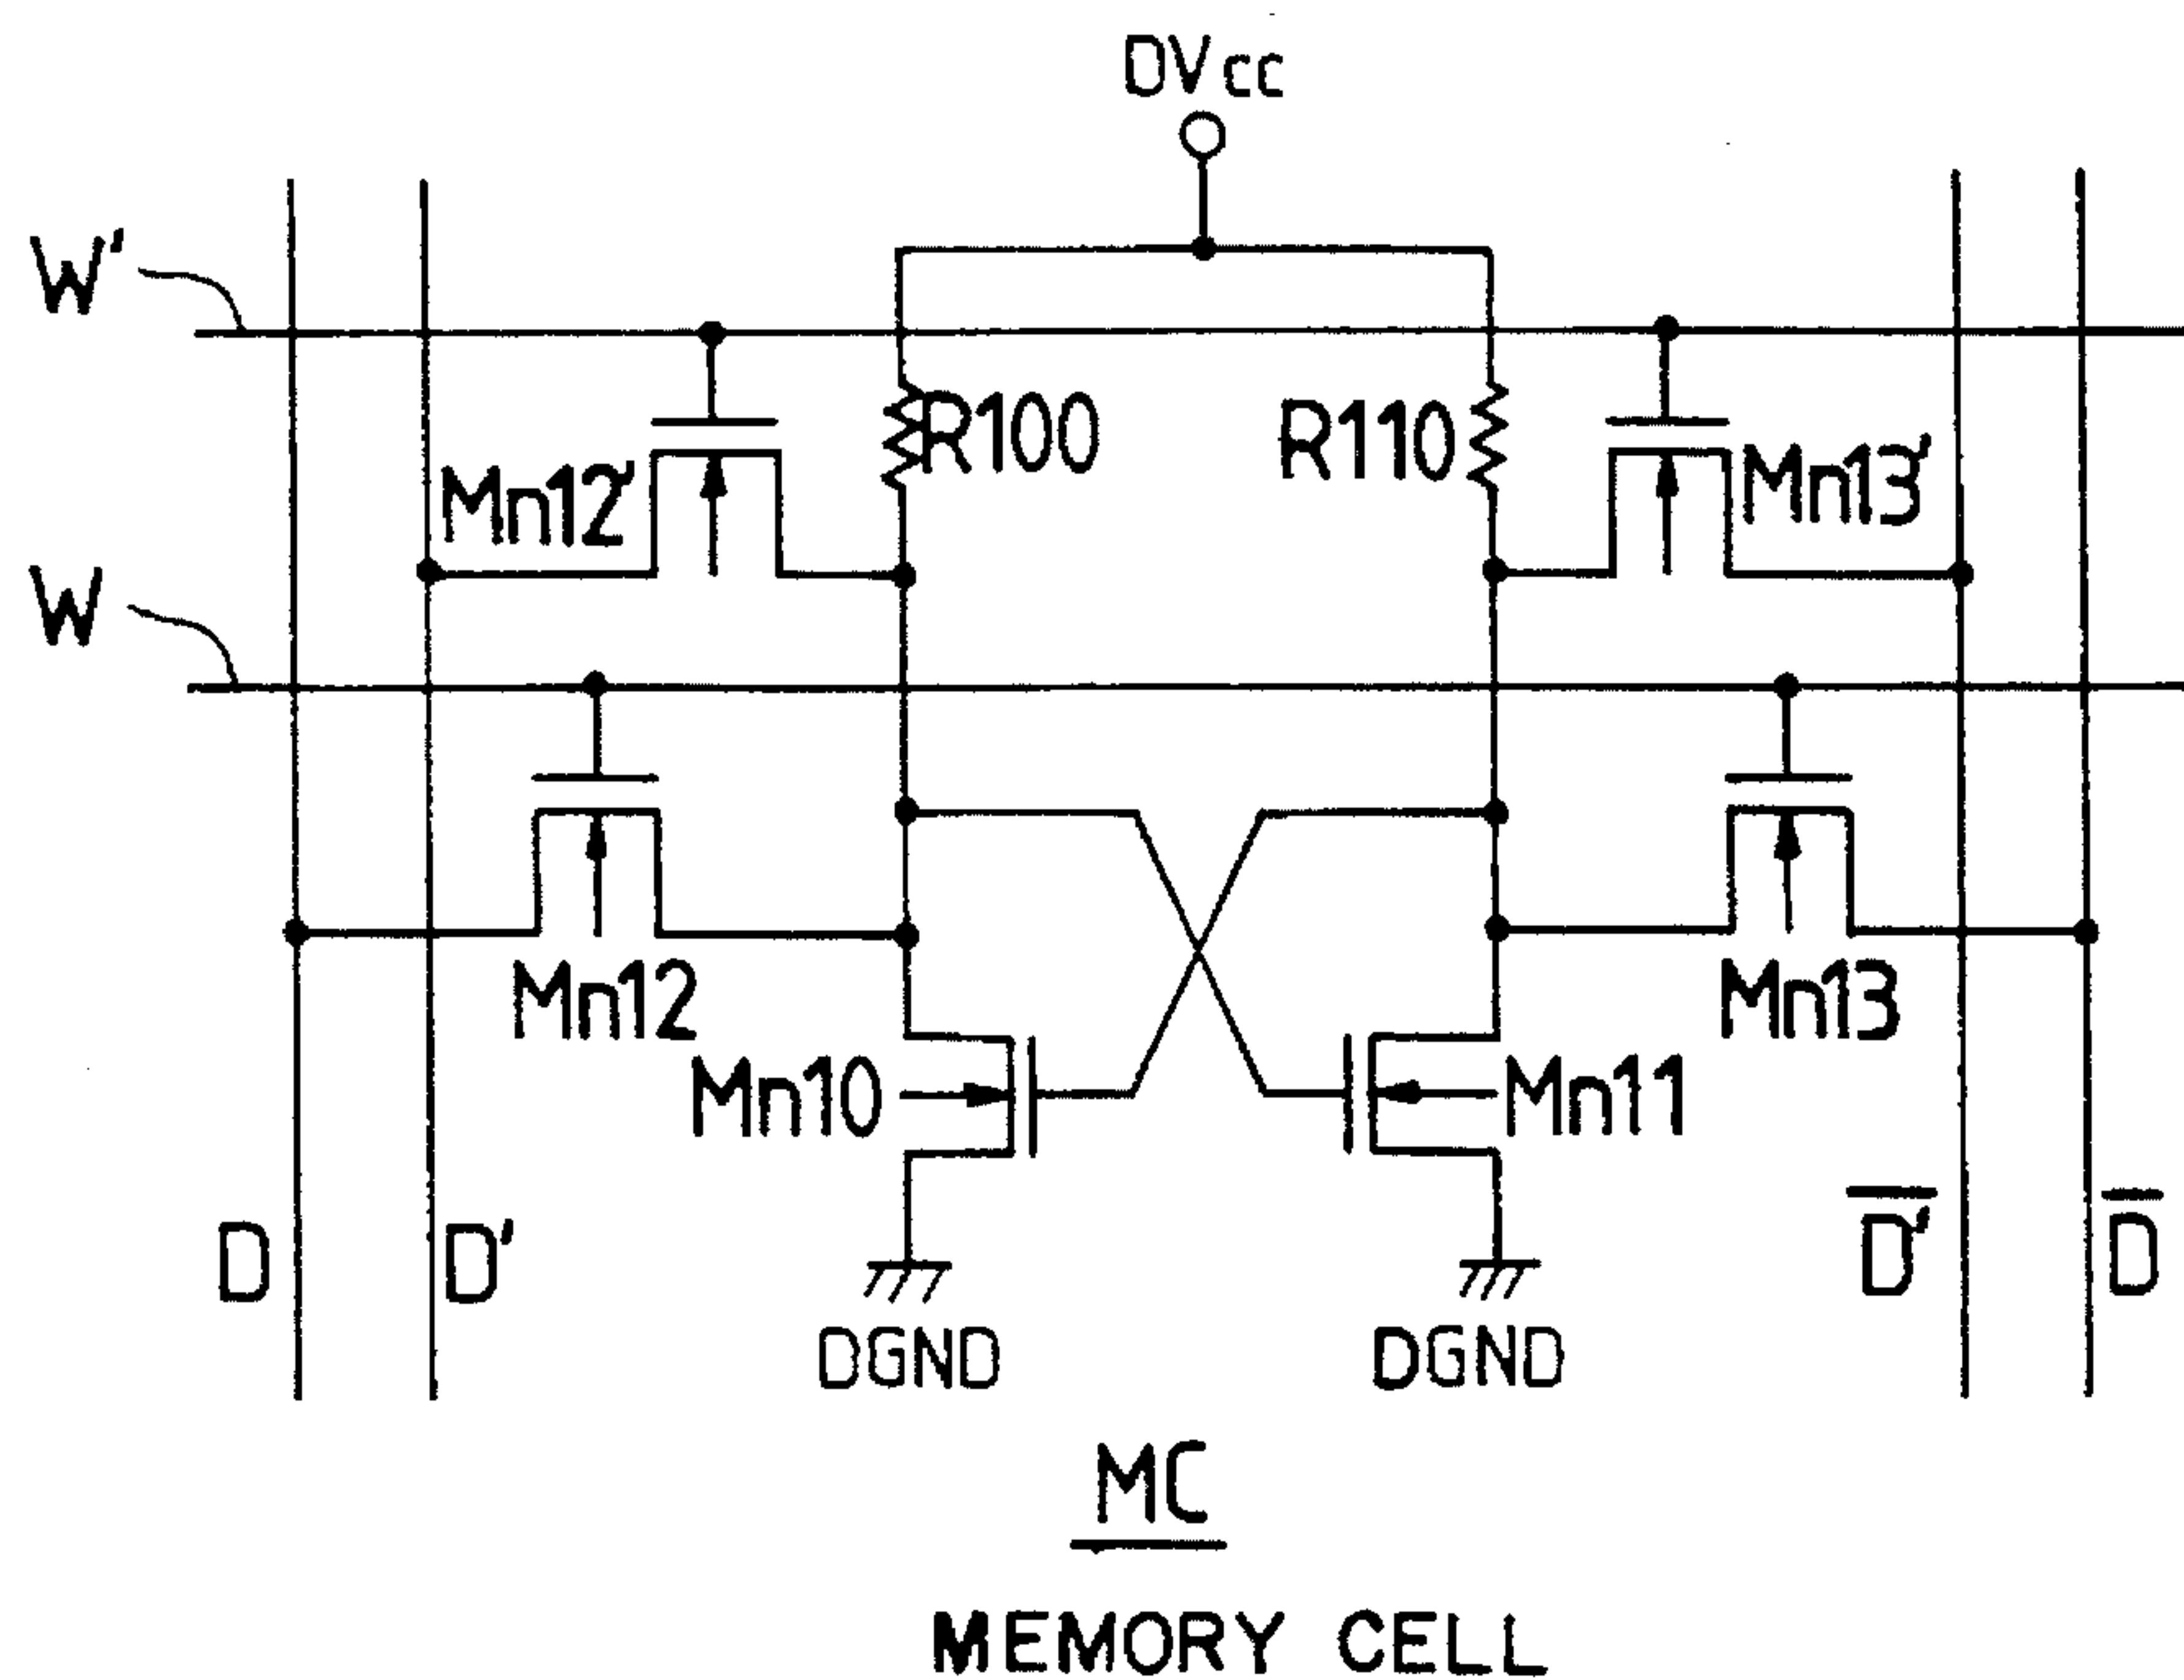 DVcc
W'
R100
R110
Mn12'
Mn13'
W
Mn12
Mn13
Mn10
Mn11
D
D'
D̅'̅
D̅
DGND
DGND
MC
MEMORY CELL